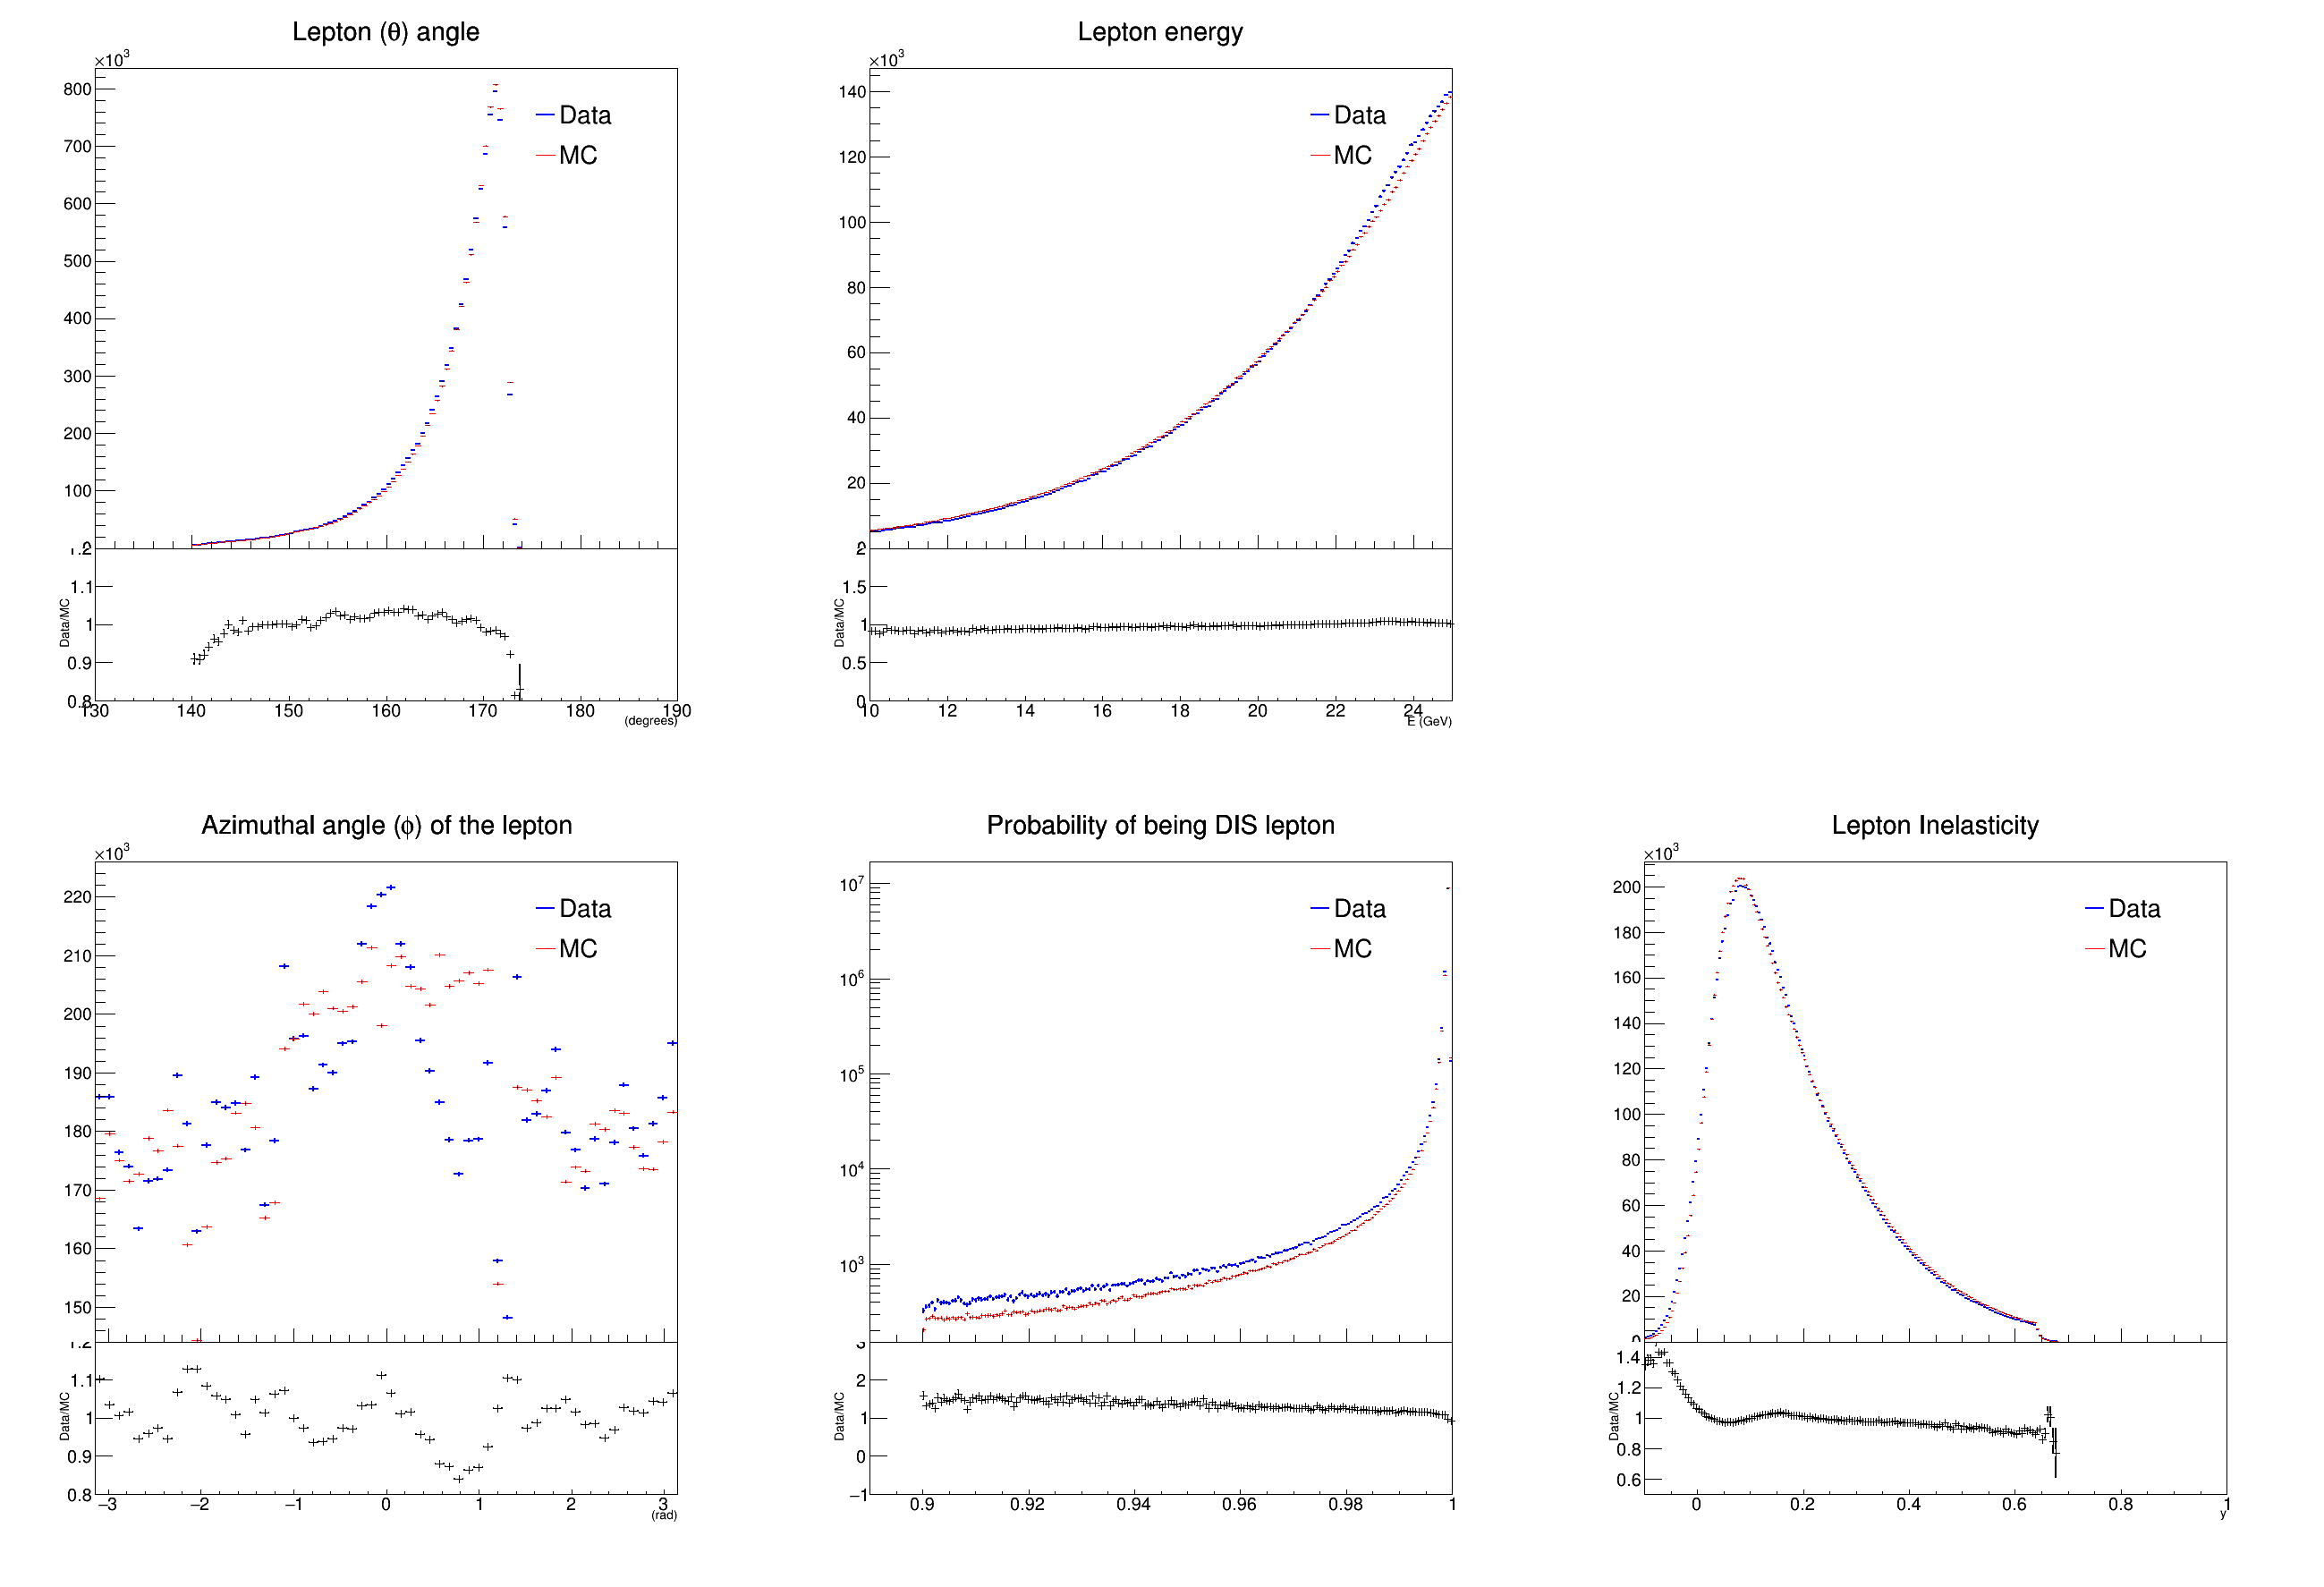 Lepton (θ) angle
×10³
800
700
600
500
400
300
200
100
0
Data
MC
1.2
1.1
1
0.9
0.8
Data/MC
130 140 150 160 170 180 190
(degrees)
Lepton energy
×10³
140
120
100
80
60
40
20
0
Data
MC
2
1.5
1
0.5
0
Data/MC
10 12 14 16 18 20 22 24
E (GeV)
Azimuthal angle (ϕ) of the lepton
×10³
220
210
200
190
180
170
160
150
Data
MC
1.2
1.1
1
0.9
0.8
Data/MC
−3 −2 −1 0 1 2 3
(rad)
Probability of being DIS lepton
10⁷
10⁶
10⁵
10⁴
10³
Data
MC
3
2
1
0
−1
Data/MC
0.9 0.92 0.94 0.96 0.98 1
Lepton Inelasticity
×10³
200
180
160
140
120
100
80
60
40
20
0
Data
MC
1.4
1.2
1
0.8
0.6
Data/MC
0 0.2 0.4 0.6 0.8 1
y